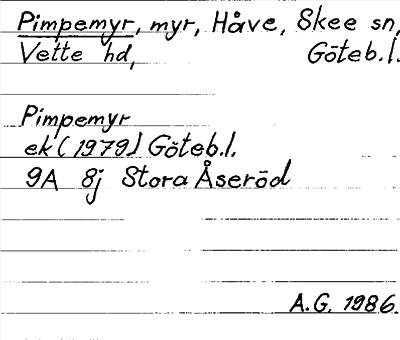 Pimpemyr, myr, Håve, Skee sn,
Vette hd, Göteb.l.
Pimpemyr
ek (1979) Göteb.l.
9A 8j Stora Åseröd
A.G. 1986.